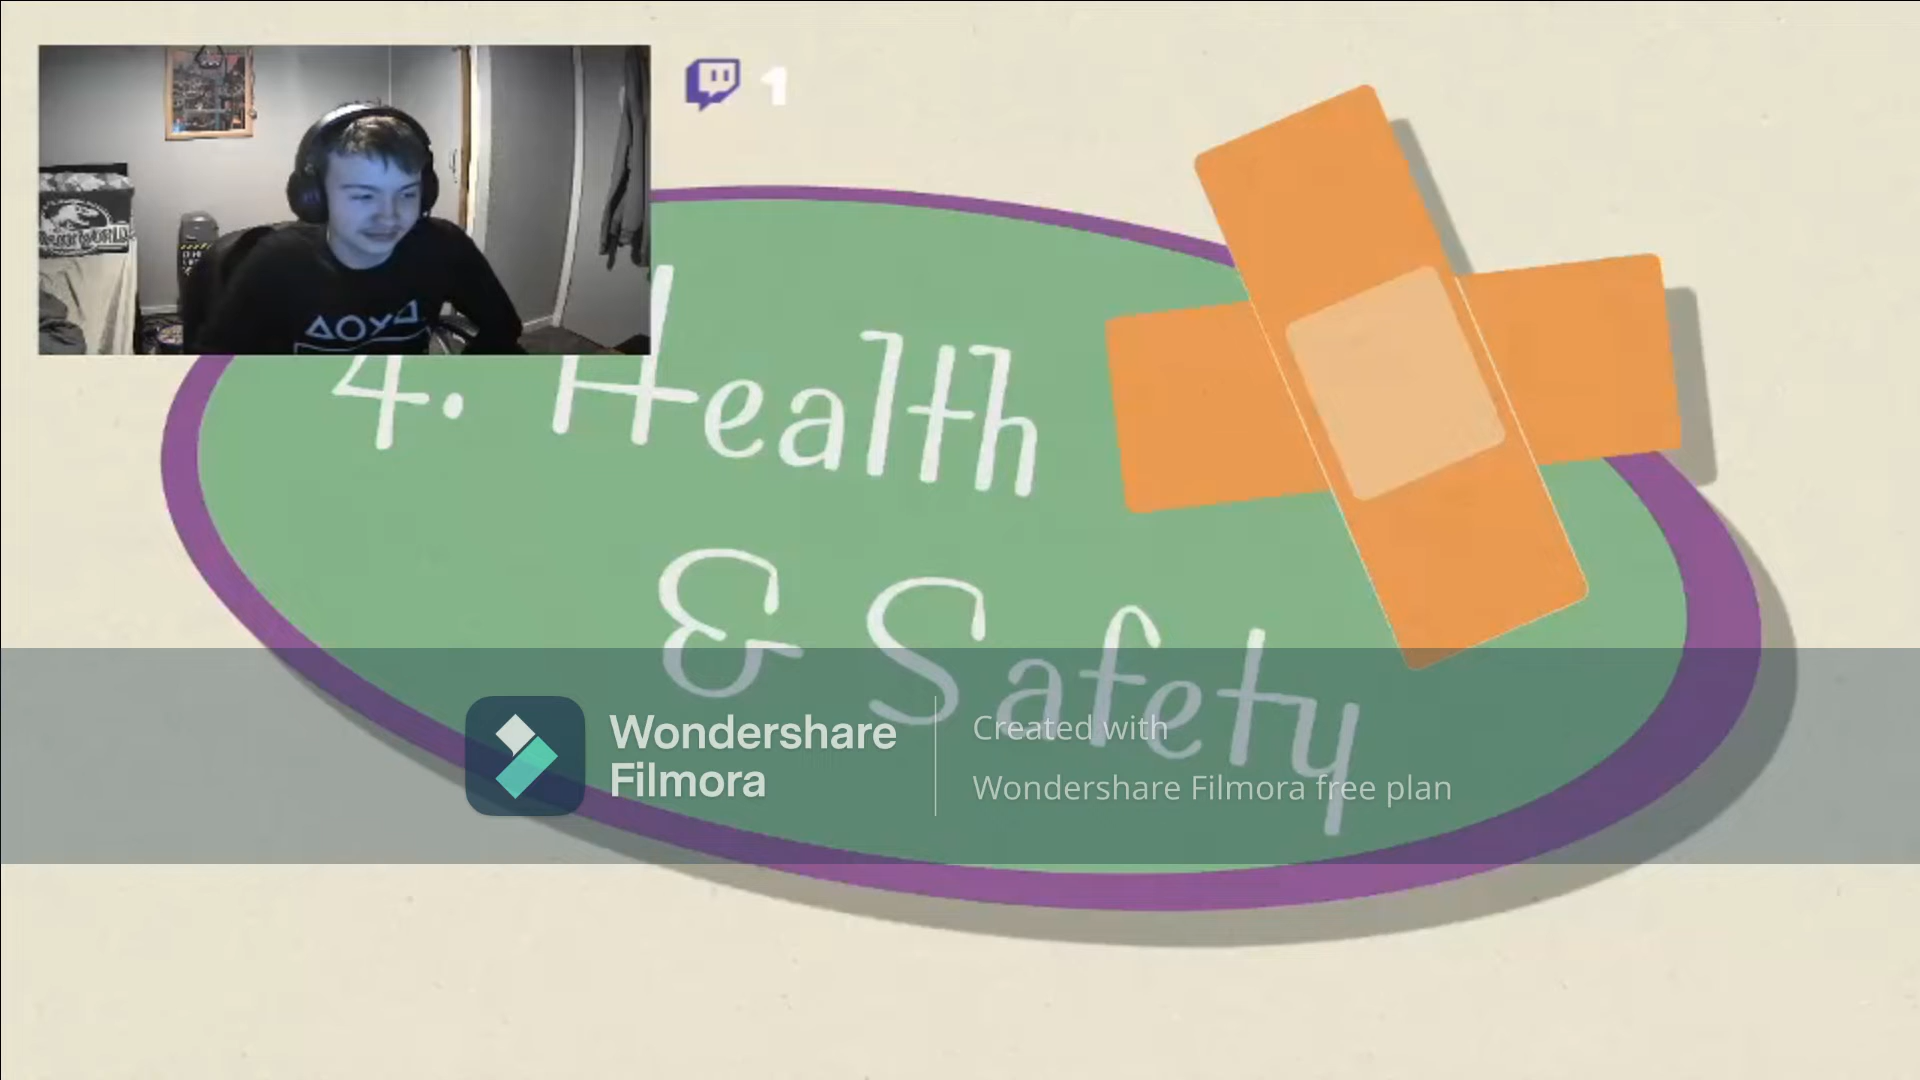 1
4. Health
& Safety
Wondershare
Filmora
Created with
Wondershare Filmora free plan